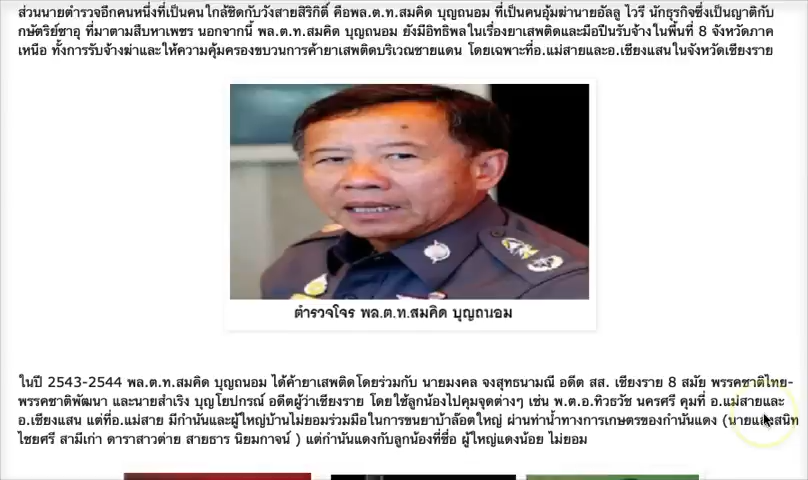 ส่วนนายตำรวจอีกคนหนึ่งที่เป็นคนใกล้ชิดกับวังสายสิริกิติ์ คือพล.ต.ท.สมคิด บุญถนอม ที่เป็นคนอุ้มฆ่านายอัลลู ไวรี นักธุรกิจซึ่งเป็นญาติกับ
กษัตริย์ซาอุ ที่มาตามสืบหาเพชร นอกจากนี้ พล.ต.ท.สมคิด บุญถนอม ยังมีอิทธิพลในเรื่องยาเสพติดและมือปืนรับจ้างในพื้นที่ 8 จังหวัดภาค
เหนือ ทั้งการรับจ้างฆ่าและให้ความคุ้มครองขบวนการค้ายาเสพติดบริเวณชายแดน โดยเฉพาะที่อ.แม่สายและอ.เชียงแสนในจังหวัดเชียงราย
ตำรวจโจร พล.ต.ท.สมคิด บุญถนอม
ในปี 2543-2544 พล.ต.ท.สมคิด บุญถนอม ได้ค้ายาเสพติดโดยร่วมกับ นายมงคล จงสุทธนามณี อดีต สส. เชียงราย 8 สมัย พรรคชาติไทย-
พรรคชาติพัฒนา และนายสำเริง บุญโยปกรณ์ อดีตผู้ว่าเชียงราย โดยใช้ลูกน้องไปคุมจุดต่างๆ เช่น พ.ต.อ.ทิวธวัช นครศรี คุมที่ อ.แม่สายและ
อ.เชียงแสน แต่ที่อ.แม่สาย มีกำนันและผู้ใหญ่บ้านไม่ยอมร่วมมือในการขนยาบ้าล๊อตใหญ่ ผ่านท่าน้ำทางการเกษตรของกำนันแดง (นายแดงสนิท
ไชยศรี สามีเก่า ดาราสาวต่าย สายธาร นิยมกาจน์ ) แต่กำนันแดงกับลูกน้องที่ชื่อ ผู้ใหญ่แดงน้อย ไม่ยอม